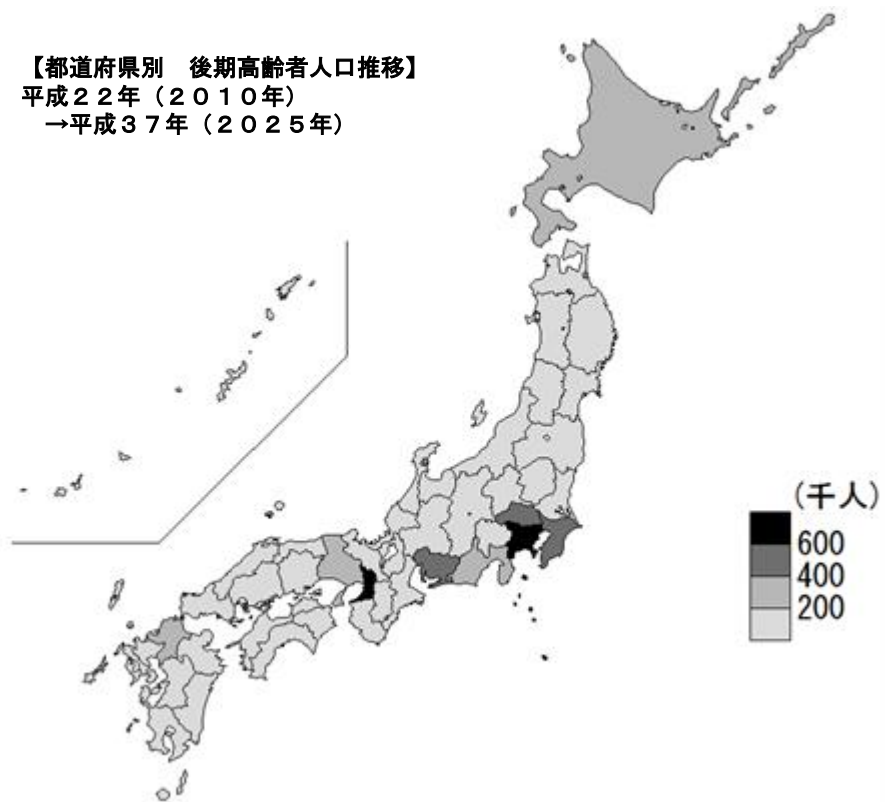 【都道府県別　後期高齢者人口推移】
平成２２年（２０１０年）
→平成３７年（２０２５年）
(千人)
600
400
200